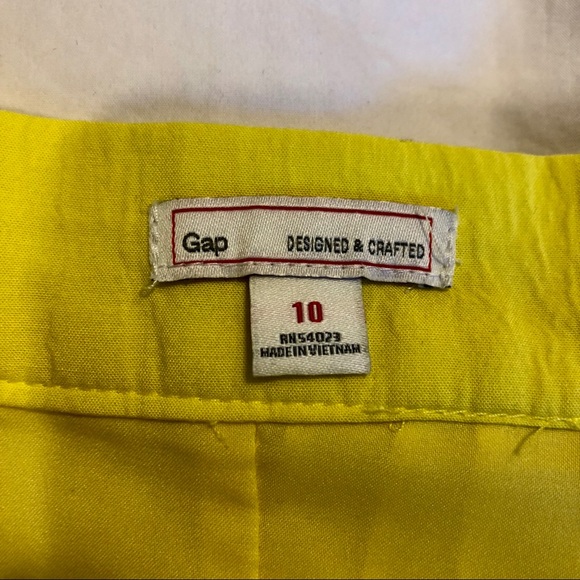 Gap DESIGNED & CRAFTED
10
RN54023
MADE IN VIETNAM